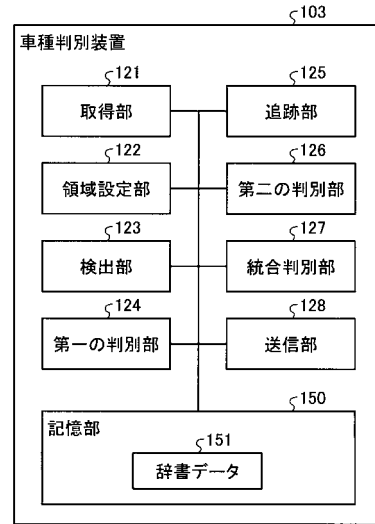 103
車種判別装置
121
取得部
125
追跡部
122
領域設定部
126
第二の判別部
123
検出部
127
統合判別部
124
第一の判別部
128
送信部
150
記憶部
151
辞書データ